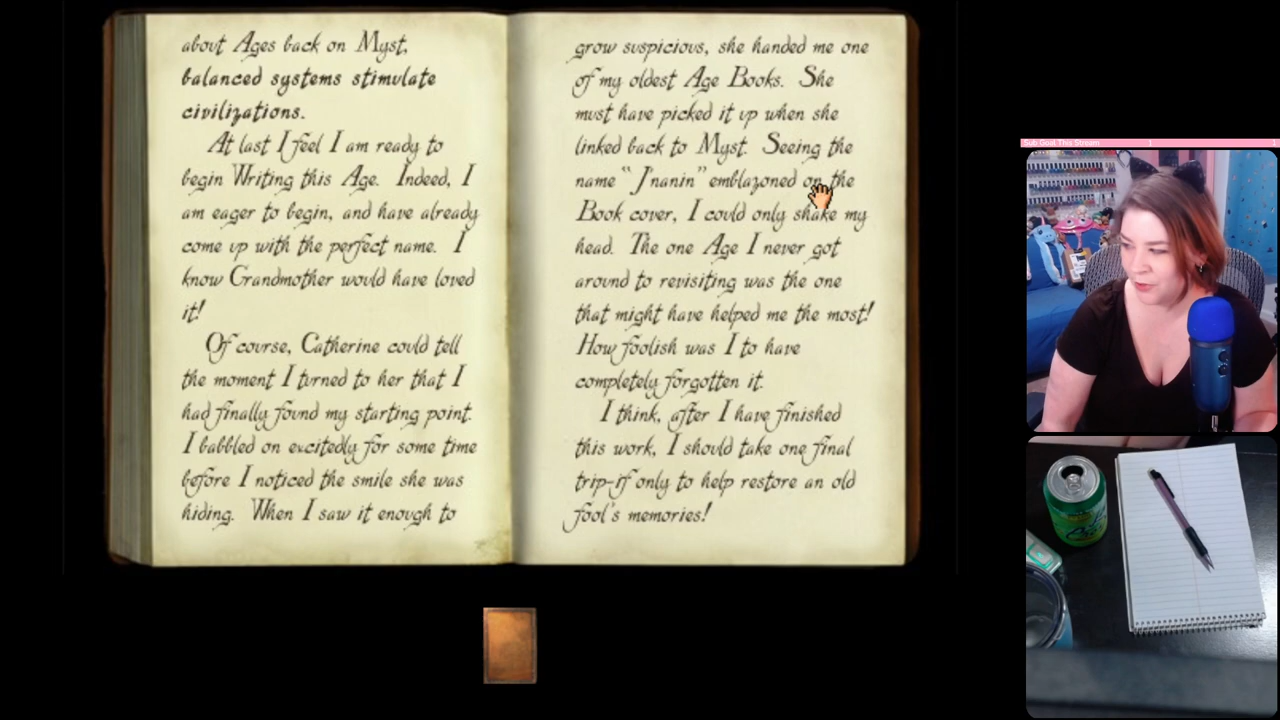 about Ages back on Myst,
balanced systems stimulate
civilizations.
At last I feel I am ready to
begin Writing this Age. Indeed, I
am eager to begin, and have already
come up with the perfect name. I
know Grandmother would have loved
it!
Of course, Catherine could tell
the moment I turned to her that I
had finally found my starting point.
I babbled on excitedly for some time
before I noticed the smile she was
hiding. When I saw it enough to
grow suspicious, she handed me one
of my oldest Age Books. She
must have picked it up when she
linked back to Myst. Seeing the
name "J'nanin" emblazoned on the
Book cover, I could only shake my
head. The one Age I never got
around to revisiting was the one
that might have helped me the most!
How foolish was I to have
completely forgotten it.
I think, after I have finished
this work, I should take one final
trip-if only to help restore an old
fool's memories!
Sub Goal This Stream 1